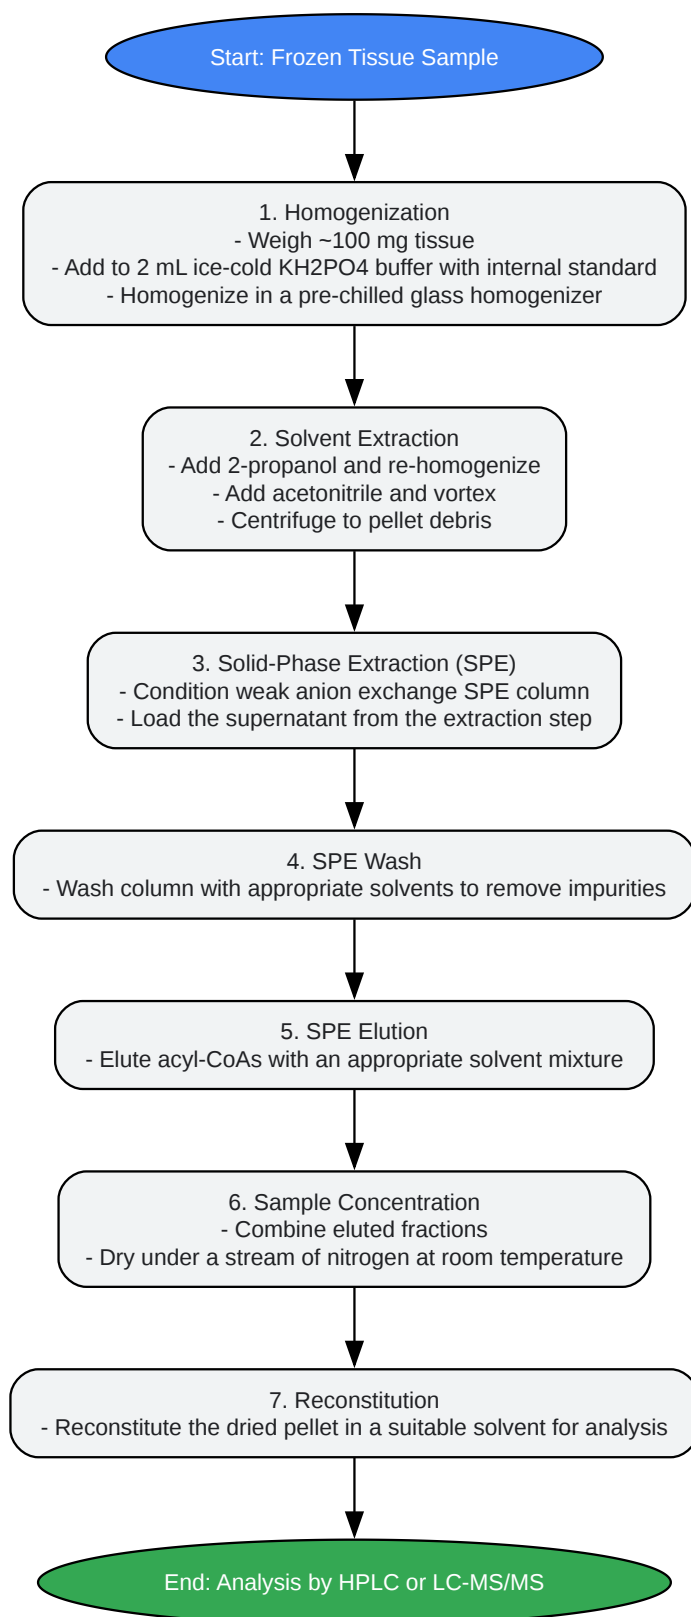 Start: Frozen Tissue Sample
1. Homogenization
- Weigh ~100 mg tissue
- Add to 2 mL ice-cold KH2PO4 buffer with internal standard
- Homogenize in a pre-chilled glass homogenizer
2. Solvent Extraction
- Add 2-propanol and re-homogenize
- Add acetonitrile and vortex
- Centrifuge to pellet debris
3. Solid-Phase Extraction (SPE)
- Condition weak anion exchange SPE column
- Load the supernatant from the extraction step
4. SPE Wash
- Wash column with appropriate solvents to remove impurities
5. SPE Elution
- Elute acyl-CoAs with an appropriate solvent mixture
6. Sample Concentration
- Combine eluted fractions
- Dry under a stream of nitrogen at room temperature
7. Reconstitution
- Reconstitute the dried pellet in a suitable solvent for analysis
End: Analysis by HPLC or LC-MS/MS